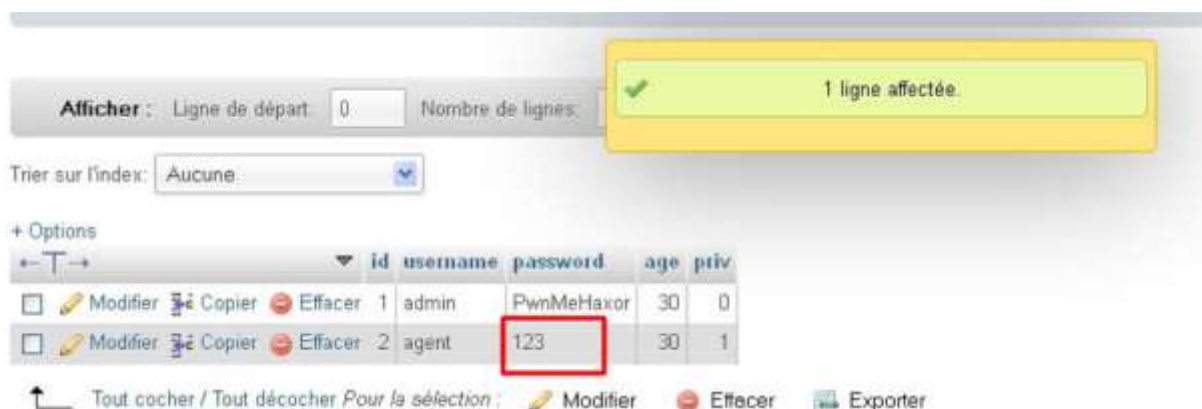 1 ligne affectée.
Afficher : Ligne de départ: 0 Nombre de lignes:
Trier sur l'index: Aucune
+ Options
←T→ ▼ id username password age priv
Modifier Copier Effacer 1 admin PwnMeHaxor 30 0
Modifier Copier Effacer 2 agent 123 30 1
Tout cocher / Tout décocher Pour la sélection : Modifier Effacer Exporter